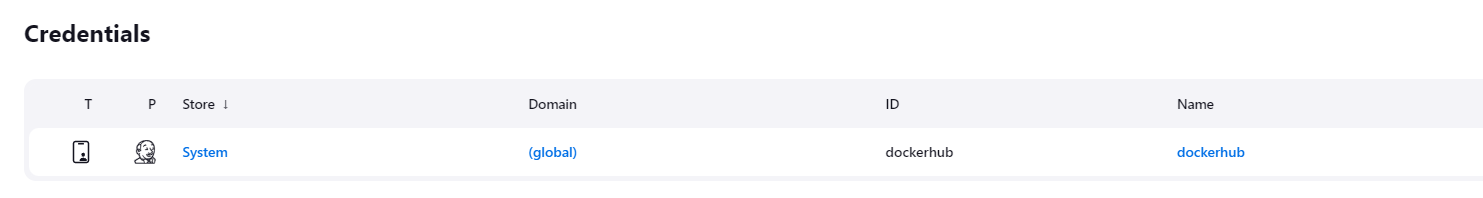 Credentials
T P Store ↓ Domain ID Name
System (global) dockerhub dockerhub